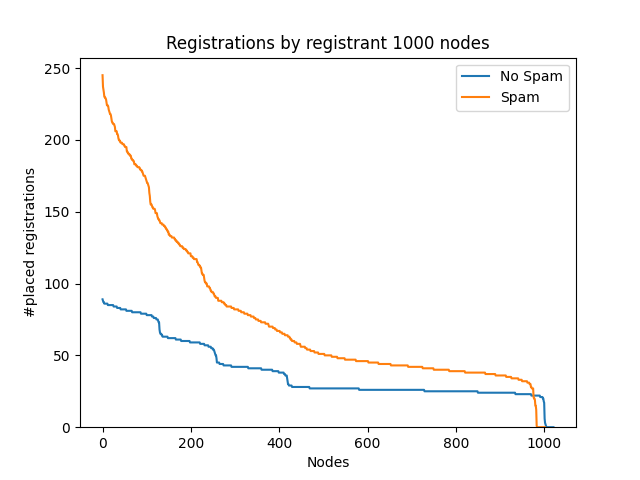 Registrations by registrant 1000 nodes
No Spam
Spam
#placed registrations
250
200
150
100
50
0
0
200
400
600
800
1000
Nodes